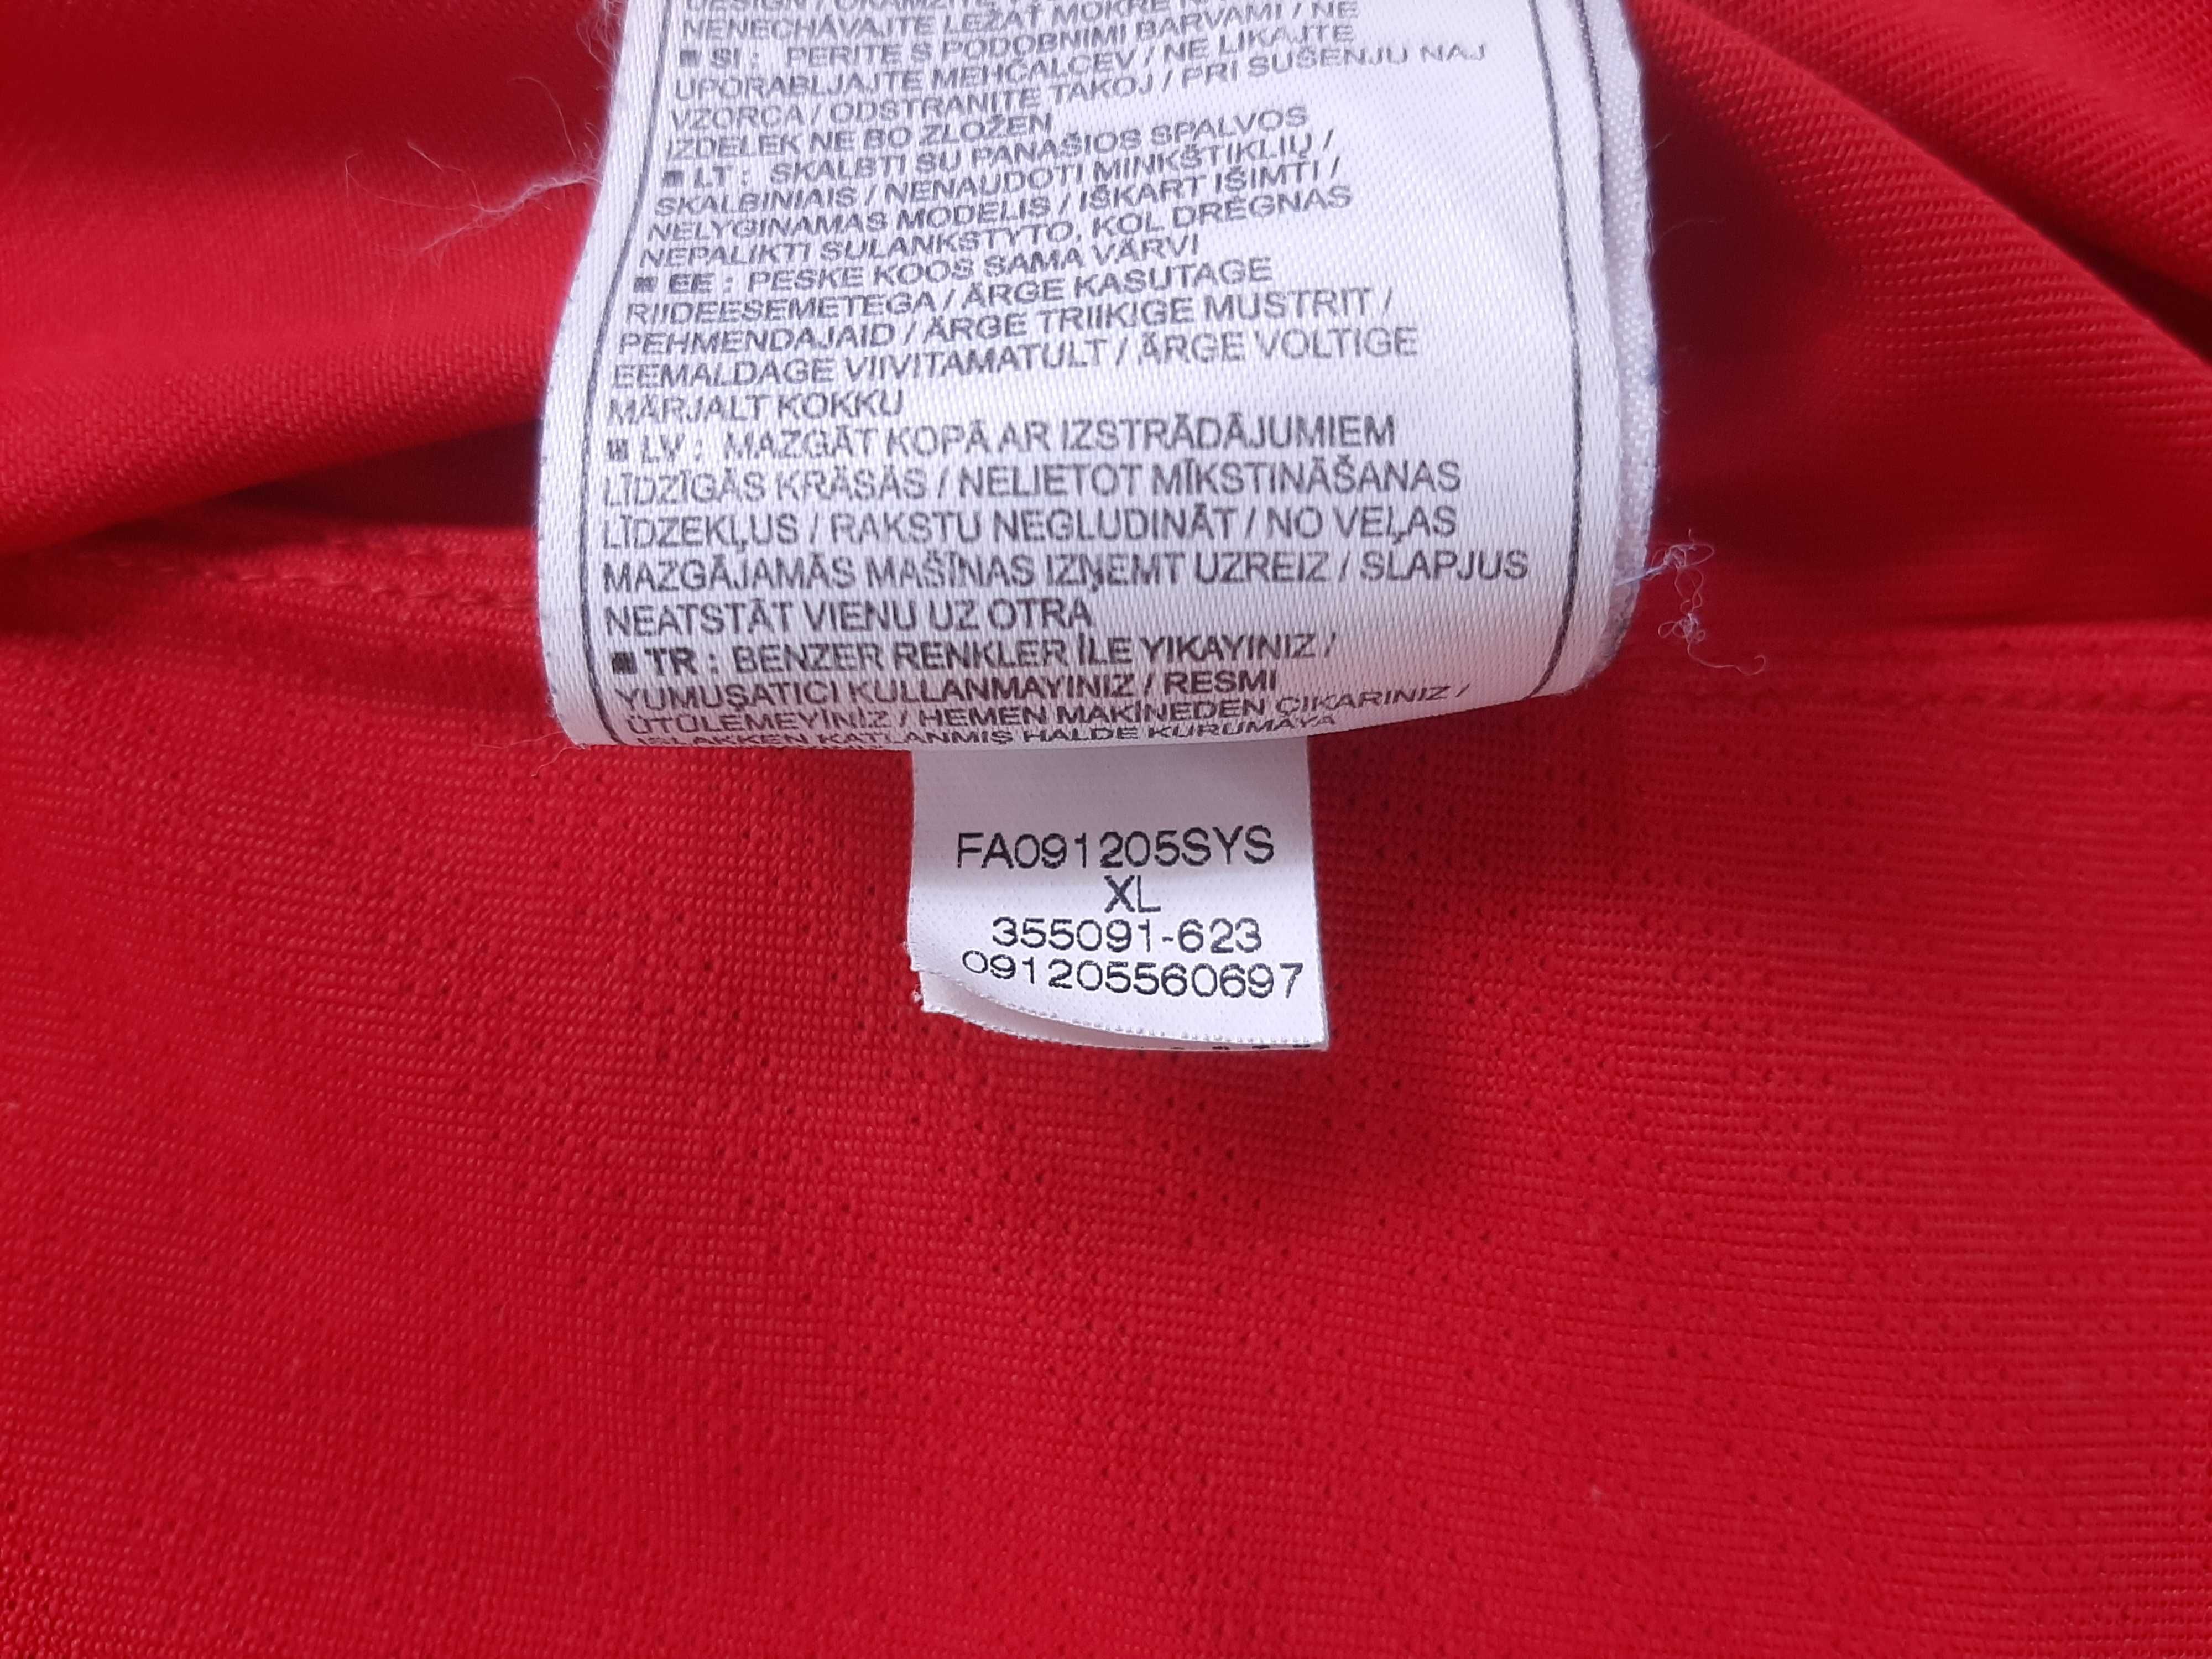 NENECHÁVAJTE LEŽAŤ MOKRÉ
■ SI : PERITE S PODOBNIMI BARVAMI / NE
UPORABLJAJTE MEHČALCEV / NE LIKAJTE
VZORCA / ODSTRANITE TAKOJ / PRI SUŠENJU NAJ
IZDELEK NE BO ZLOŽEN
■ LT : SKALBTI SU PANAŠIOS SPALVOS
SKALBINIAIS / NENAUDOTI MINKŠTIKLIŲ /
NELYGINAMAS MODELIS / IŠKART IŠIMTI /
NEPALIKTI SULANKSTYTO, KOL DRĖGNAS
■ EE : PESKE KOOS SAMA VÄRVI
RIIDEESEMETEGA / ÄRGE KASUTAGE
PEHMENDAJAID / ÄRGE TRIIKIGE MUSTRIT /
EEMALDAGE VIIVITAMATULT / ÄRGE VOLTIGE
MÄRJALT KOKKU
■ LV : MAZGĀT KOPĀ AR IZSTRĀDĀJUMIEM
LĪDZĪGĀS KRĀSĀS / NELIETOT MĪKSTINĀŠANAS
LĪDZEKĻUS / RAKSTU NEGLUDINĀT / NO VEĻAS
MAZGĀJAMĀS MAŠĪNAS IZŅEMT UZREIZ / SLAPJUS
NEATSTĀT VIENU UZ OTRA
■ TR : BENZER RENKLER İLE YIKAYINIZ /
YUMUŞATICI KULLANMAYINIZ / RESMI
ÜTÜLEMEYİNİZ / HEMEN MAKİNEDEN ÇIKARINIZ /
ISLAKKEN KATLANMIŞ HALDE KURUMAYA
FA091205SYS
XL
355091-623
091205560697